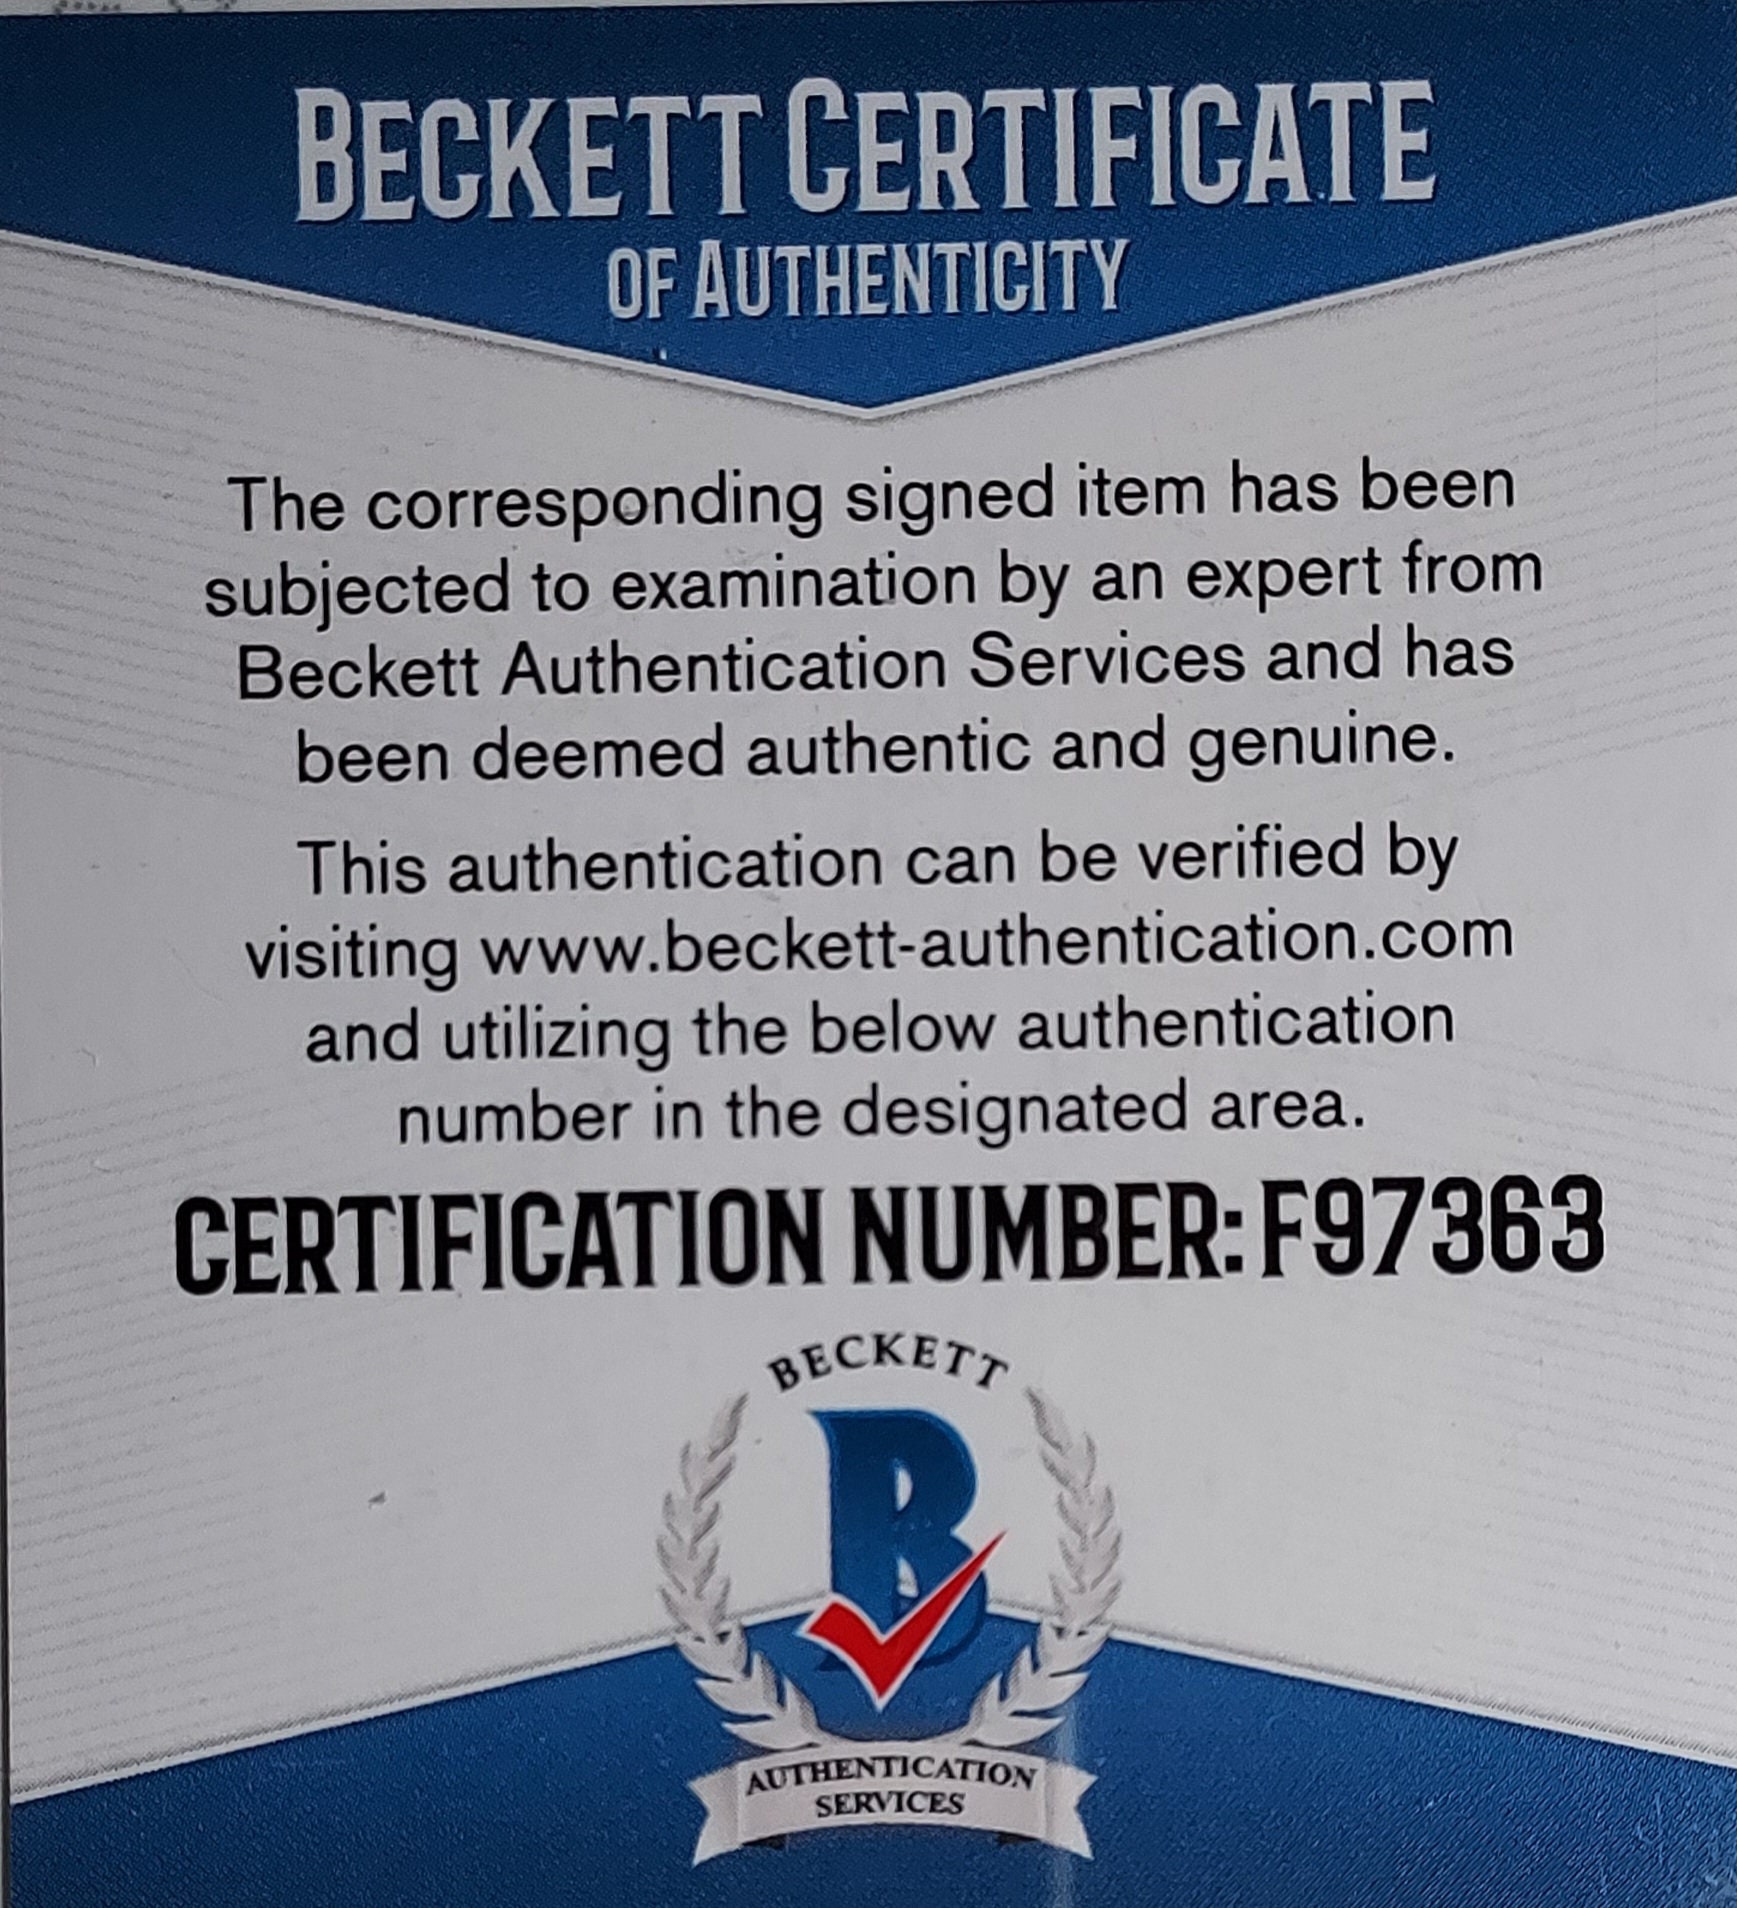 BECKETT CERTIFICATE
OF AUTHENTICITY
The corresponding signed item has been
subjected to examination by an expert from
Beckett Authentication Services and has
been deemed authentic and genuine.
This authentication can be verified by
visiting www.beckett-authentication.com
and utilizing the below authentication
number in the designated area.
CERTIFICATION NUMBER: F97363
BECKETT
B
AUTHENTICATION
SERVICES